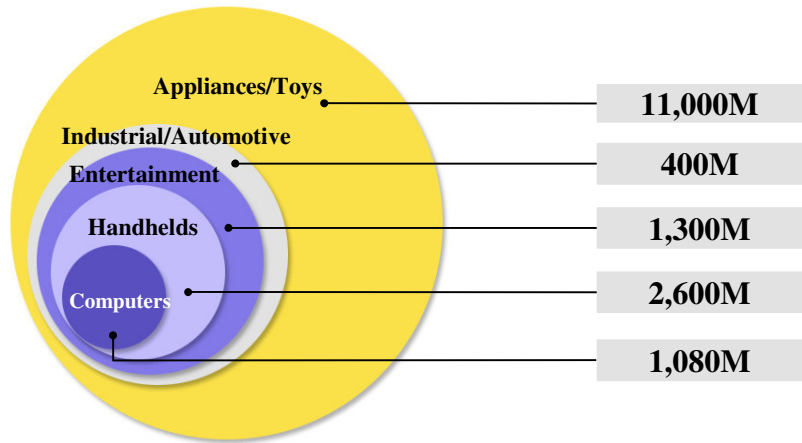 Appliances/Toys
11,000M
Industrial/Automotive
400M
Entertainment
1,300M
Handhelds
2,600M
Computers
1,080M